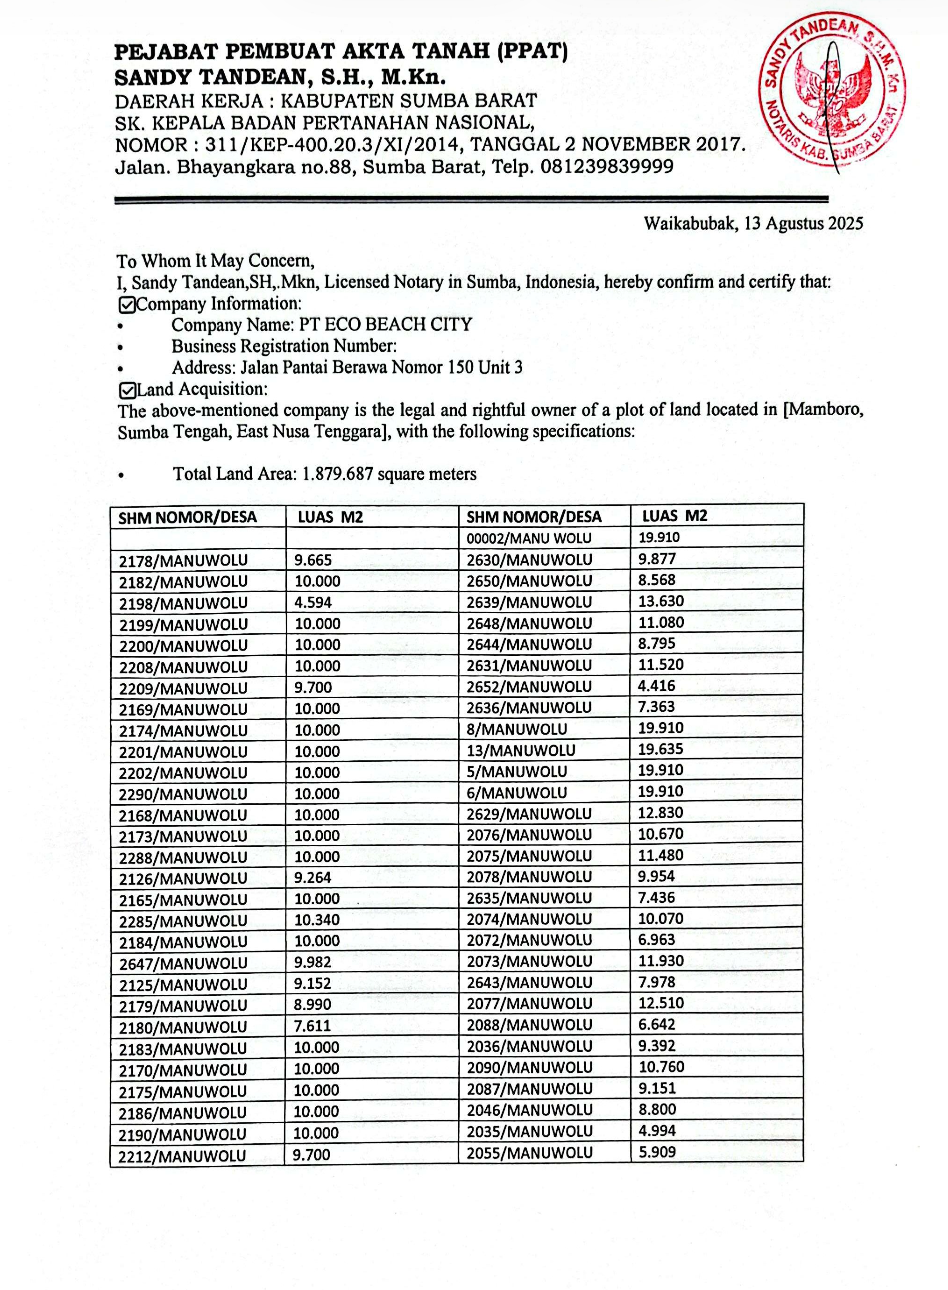 PEJABAT PEMBUAT AKTA TANAH (PPAT)
SANDY TANDEAN, S.H., M.Kn.
DAERAH KERJA : KABUPATEN SUMBA BARAT
SK. KEPALA BADAN PERTANAHAN NASIONAL,
NOMOR : 311/KEP-400.20.3/XI/2014, TANGGAL 2 NOVEMBER 2017.
Jalan. Bhayangkara no.88, Sumba Barat, Telp. 081239839999
SANDY TANDEAN, S.H.M. Kn
NOTARIS KAB. SUMBA BARAT
Waikabubak, 13 Agustus 2025
To Whom It May Concern,
I, Sandy Tandean,SH,.Mkn, Licensed Notary in Sumba, Indonesia, hereby confirm and certify that:
☑Company Information:
• Company Name: PT ECO BEACH CITY
• Business Registration Number:
• Address: Jalan Pantai Berawa Nomor 150 Unit 3
☑Land Acquisition:
The above-mentioned company is the legal and rightful owner of a plot of land located in [Mamboro,
Sumba Tengah, East Nusa Tenggara], with the following specifications:
• Total Land Area: 1.879.687 square meters
SHM NOMOR/DESA LUAS M2 SHM NOMOR/DESA LUAS M2
00002/MANU WOLU 19.910
2178/MANUWOLU 9.665 2630/MANUWOLU 9.877
2182/MANUWOLU 10.000 2650/MANUWOLU 8.568
2198/MANUWOLU 4.594 2639/MANUWOLU 13.630
2199/MANUWOLU 10.000 2648/MANUWOLU 11.080
2200/MANUWOLU 10.000 2644/MANUWOLU 8.795
2208/MANUWOLU 10.000 2631/MANUWOLU 11.520
2209/MANUWOLU 9.700 2652/MANUWOLU 4.416
2169/MANUWOLU 10.000 2636/MANUWOLU 7.363
2174/MANUWOLU 10.000 8/MANUWOLU 19.910
2201/MANUWOLU 10.000 13/MANUWOLU 19.635
2202/MANUWOLU 10.000 5/MANUWOLU 19.910
2290/MANUWOLU 10.000 6/MANUWOLU 19.910
2168/MANUWOLU 10.000 2629/MANUWOLU 12.830
2173/MANUWOLU 10.000 2076/MANUWOLU 10.670
2288/MANUWOLU 10.000 2075/MANUWOLU 11.480
2126/MANUWOLU 9.264 2078/MANUWOLU 9.954
2165/MANUWOLU 10.000 2635/MANUWOLU 7.436
2285/MANUWOLU 10.340 2074/MANUWOLU 10.070
2184/MANUWOLU 10.000 2072/MANUWOLU 6.963
2647/MANUWOLU 9.982 2073/MANUWOLU 11.930
2125/MANUWOLU 9.152 2643/MANUWOLU 7.978
2179/MANUWOLU 8.990 2077/MANUWOLU 12.510
2180/MANUWOLU 7.611 2088/MANUWOLU 6.642
2183/MANUWOLU 10.000 2036/MANUWOLU 9.392
2170/MANUWOLU 10.000 2090/MANUWOLU 10.760
2175/MANUWOLU 10.000 2087/MANUWOLU 9.151
2186/MANUWOLU 10.000 2046/MANUWOLU 8.800
2190/MANUWOLU 10.000 2035/MANUWOLU 4.994
2212/MANUWOLU 9.700 2055/MANUWOLU 5.909